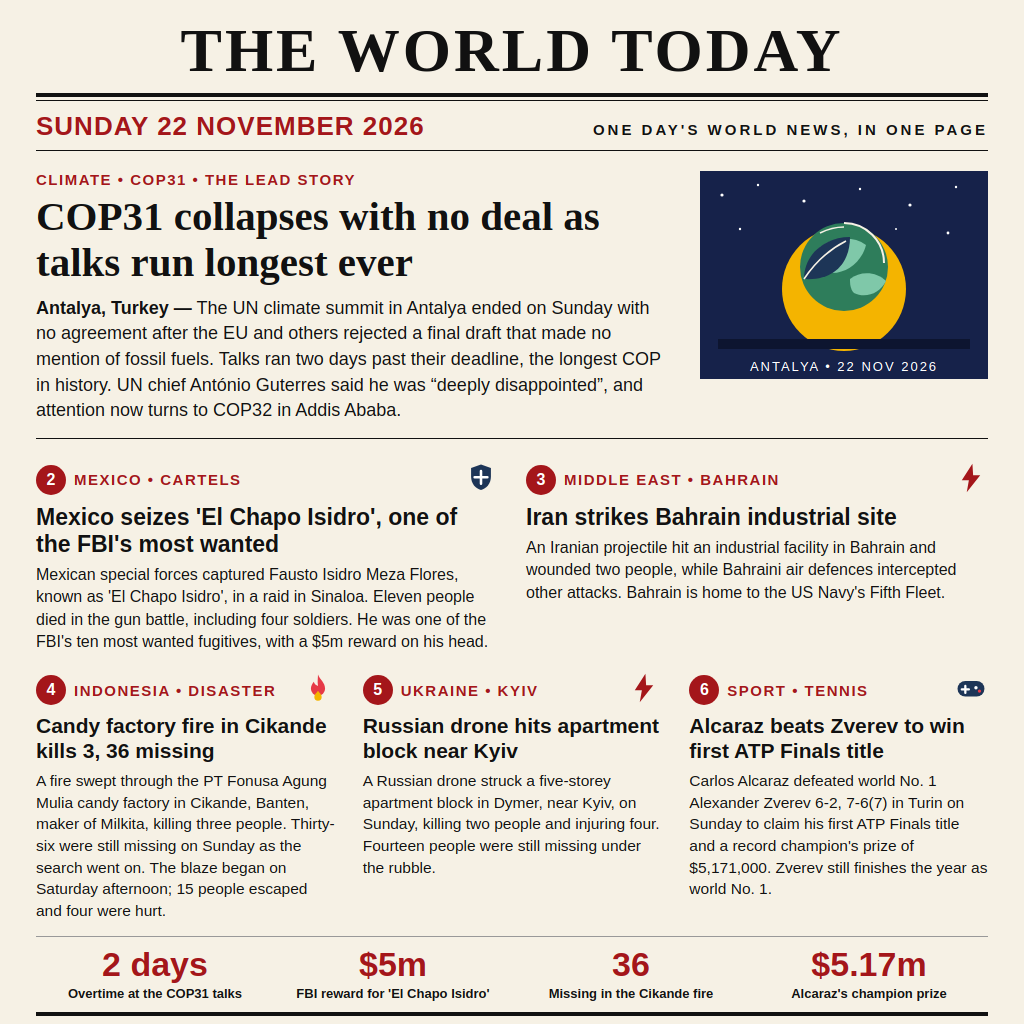 THE WORLD TODAY
SUNDAY 22 NOVEMBER 2026
ONE DAY'S WORLD NEWS, IN ONE PAGE
CLIMATE • COP31 • THE LEAD STORY
COP31 collapses with no deal as
talks run longest ever
Antalya, Turkey — The UN climate summit in Antalya ended on Sunday with
no agreement after the EU and others rejected a final draft that made no
mention of fossil fuels. Talks ran two days past their deadline, the longest COP
in history. UN chief António Guterres said he was “deeply disappointed”, and
attention now turns to COP32 in Addis Ababa.
ANTALYA • 22 NOV 2026
2 MEXICO • CARTELS
Mexico seizes 'El Chapo Isidro', one of
the FBI's most wanted
Mexican special forces captured Fausto Isidro Meza Flores,
known as 'El Chapo Isidro', in a raid in Sinaloa. Eleven people
died in the gun battle, including four soldiers. He was one of the
FBI's ten most wanted fugitives, with a $5m reward on his head.
3 MIDDLE EAST • BAHRAIN
Iran strikes Bahrain industrial site
An Iranian projectile hit an industrial facility in Bahrain and
wounded two people, while Bahraini air defences intercepted
other attacks. Bahrain is home to the US Navy's Fifth Fleet.
4 INDONESIA • DISASTER
Candy factory fire in Cikande
kills 3, 36 missing
A fire swept through the PT Fonusa Agung
Mulia candy factory in Cikande, Banten,
maker of Milkita, killing three people. Thirty-
six were still missing on Sunday as the
search went on. The blaze began on
Saturday afternoon; 15 people escaped
and four were hurt.
5 UKRAINE • KYIV
Russian drone hits apartment
block near Kyiv
A Russian drone struck a five-storey
apartment block in Dymer, near Kyiv, on
Sunday, killing two people and injuring four.
Fourteen people were still missing under
the rubble.
6 SPORT • TENNIS
Alcaraz beats Zverev to win
first ATP Finals title
Carlos Alcaraz defeated world No. 1
Alexander Zverev 6-2, 7-6(7) in Turin on
Sunday to claim his first ATP Finals title
and a record champion's prize of
$5,171,000. Zverev still finishes the year as
world No. 1.
2 days
Overtime at the COP31 talks
$5m
FBI reward for 'El Chapo Isidro'
36
Missing in the Cikande fire
$5.17m
Alcaraz's champion prize